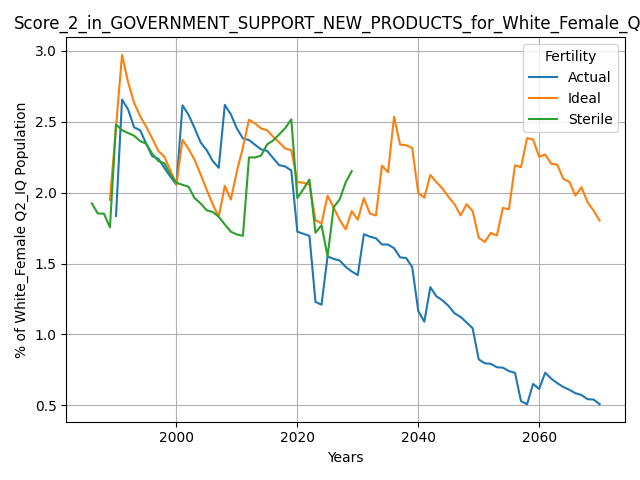 Score_2_in_GOVERNMENT_SUPPORT_NEW_PRODUCTS_for_White_Female_Q
Fertility
Actual
Ideal
Sterile
% of White_Female Q2_IQ Population
3.0
2.5
2.0
1.5
1.0
0.5
2000
2020
2040
2060
Years